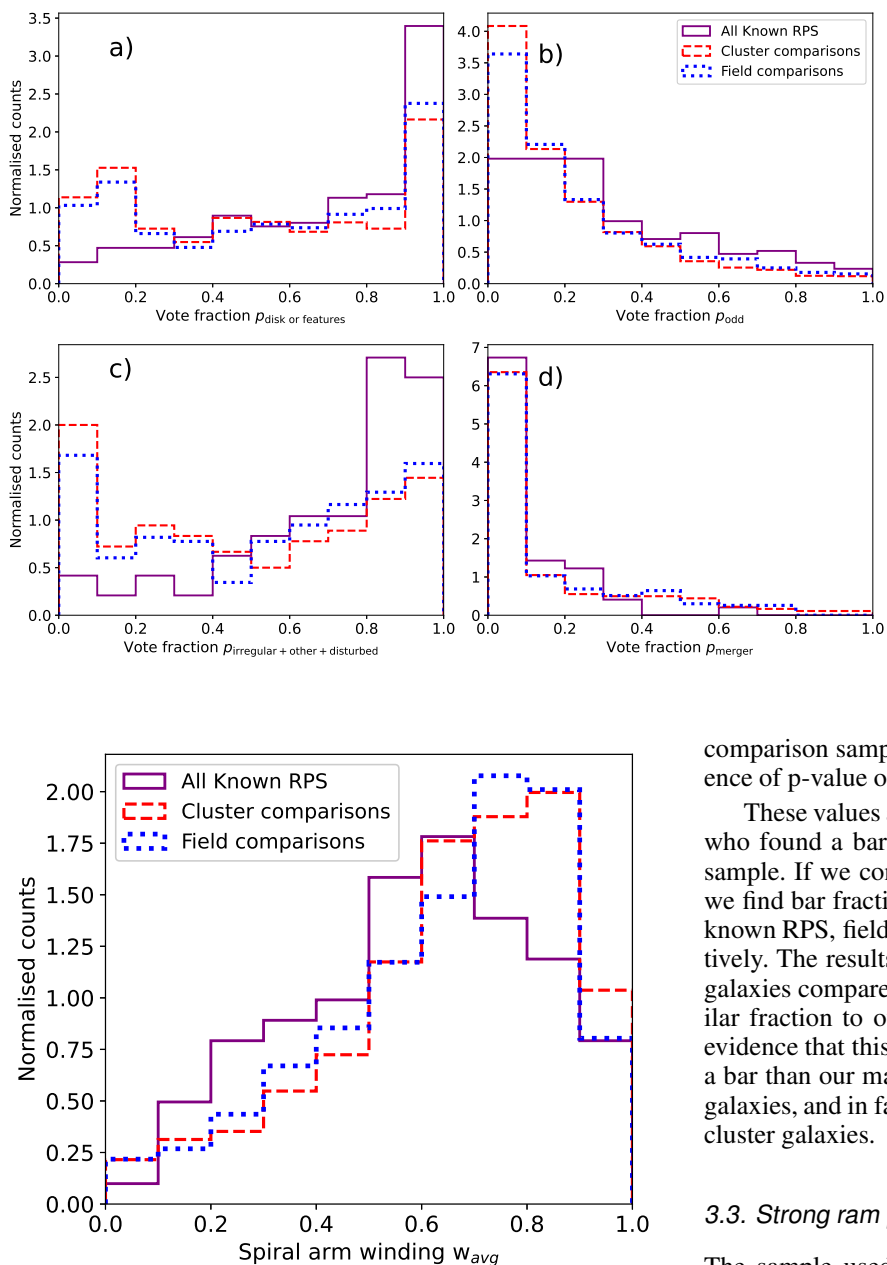 a)
3.5
3.0
2.5
2.0
1.5
1.0
0.5
0.0
Normalised counts
0.0 0.2 0.4 0.6 0.8 1.0
Vote fraction p_disk or features
b)
All Known RPS
Cluster comparisons
Field comparisons
4.0
3.5
3.0
2.5
2.0
1.5
1.0
0.5
0.0
0.0 0.2 0.4 0.6 0.8 1.0
Vote fraction p_odd
c)
2.5
2.0
1.5
1.0
0.5
0.0
Normalised counts
0.0 0.2 0.4 0.6 0.8 1.0
Vote fraction p_irregular + other + disturbed
d)
7
6
5
4
3
2
1
0
0.0 0.2 0.4 0.6 0.8 1.0
Vote fraction p_merger
All Known RPS
Cluster comparisons
Field comparisons
2.00
1.75
1.50
1.25
1.00
0.75
0.50
0.25
0.00
Normalised counts
0.0 0.2 0.4 0.6 0.8 1.0
Spiral arm winding w_avg
comparison samp
ence of p-value o
These values
who found a bar
sample. If we co
we find bar fracti
known RPS, field
tively. The results
galaxies compare
ilar fraction to o
evidence that this
a bar than our ma
galaxies, and in fa
cluster galaxies.
3.3. Strong ram
The sample used